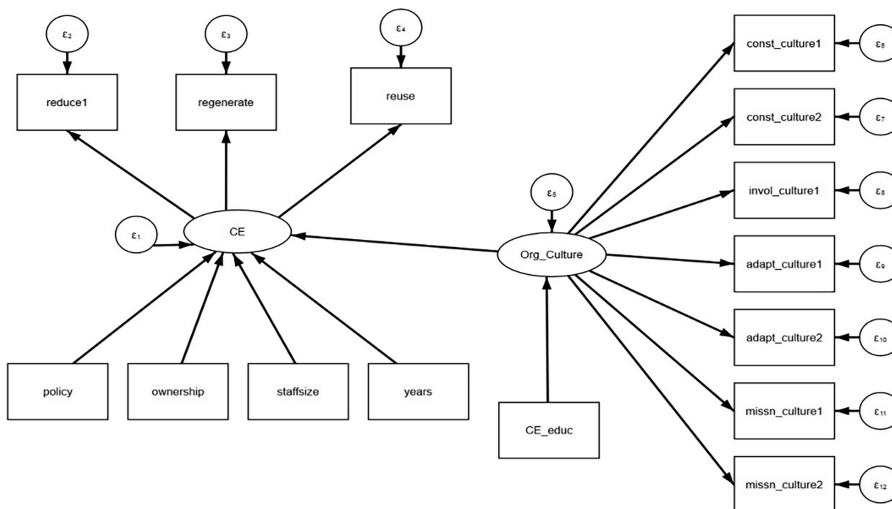 ε₂
ε₃
ε₄
reduce1
regenerate
reuse
const_culture1
ε₆
const_culture2
ε₇
ε₅
invol_culture1
ε₈
ε₁
CE
Org_Culture
adapt_culture1
ε₉
adapt_culture2
ε₁₀
policy
ownership
staffsize
years
missn_culture1
ε₁₁
CE_educ
missn_culture2
ε₁₂